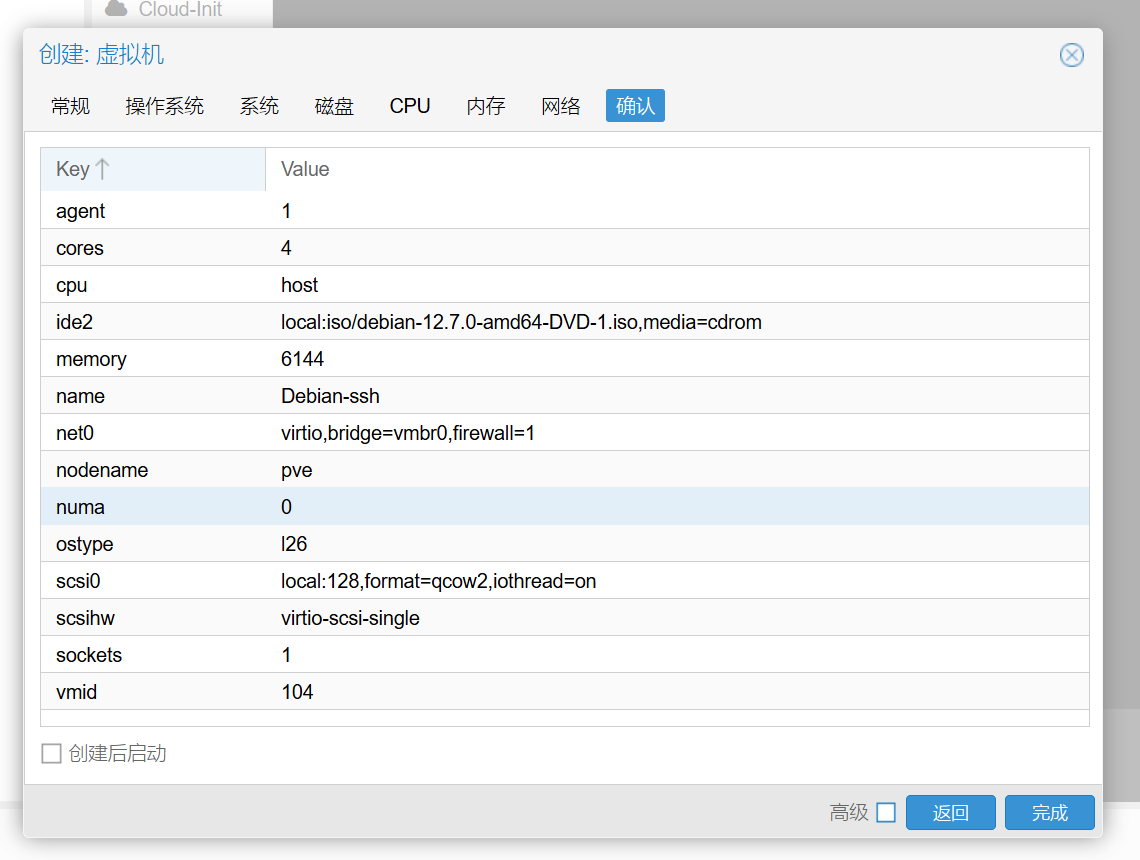 Cloud-Init
创建: 虚拟机
常规 操作系统 系统 磁盘 CPU 内存 网络 确认
Key Value
agent 1
cores 4
cpu host
ide2 local:iso/debian-12.7.0-amd64-DVD-1.iso,media=cdrom
memory 6144
name Debian-ssh
net0 virtio,bridge=vmbr0,firewall=1
nodename pve
numa 0
ostype l26
scsi0 local:128,format=qcow2,iothread=on
scsihw virtio-scsi-single
sockets 1
vmid 104
创建后启动
高级 返回 完成